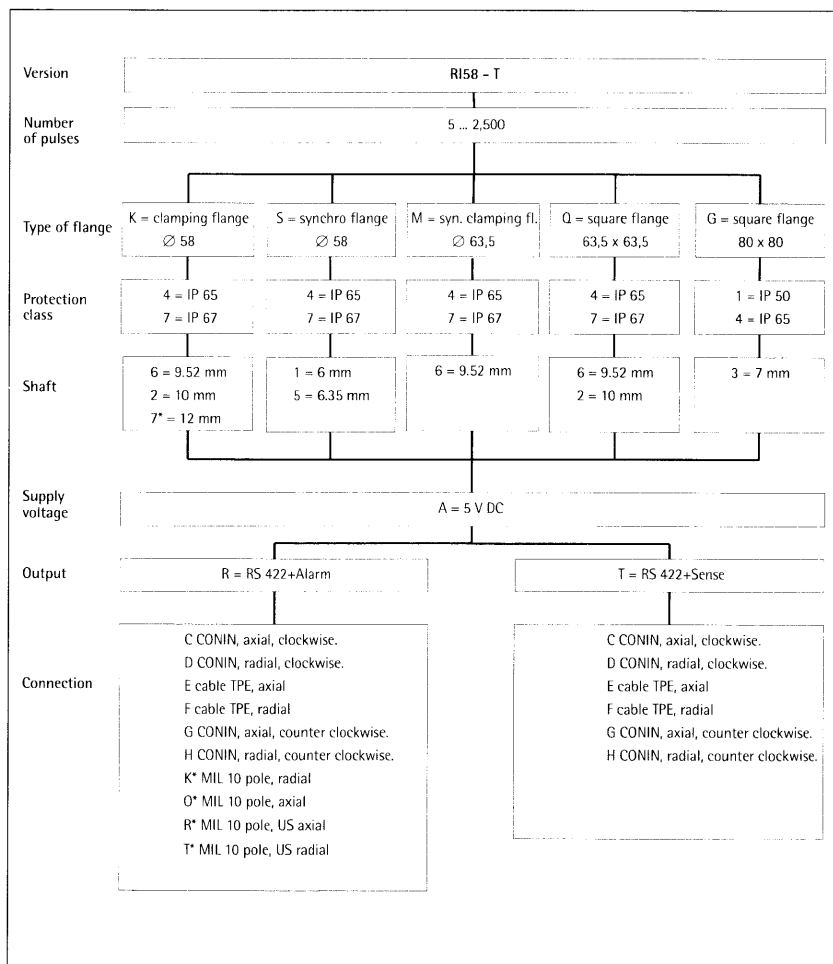 Version
RI58 – T
Number
of pulses
5 ... 2,500
Type of flange
K = clamping flange
Ø 58
S = synchro flange
Ø 58
M = syn. clamping fl.
Ø 63,5
Q = square flange
63,5 x 63,5
G = square flange
80 x 80
Protection
class
4 = IP 65
7 = IP 67
4 = IP 65
7 = IP 67
4 = IP 65
7 = IP 67
4 = IP 65
7 = IP 67
1 = IP 50
4 = IP 65
Shaft
6 = 9.52 mm
2 = 10 mm
7* = 12 mm
1 = 6 mm
5 = 6.35 mm
6 = 9.52 mm
6 = 9.52 mm
2 = 10 mm
3 = 7 mm
Supply
voltage
A = 5 V DC
Output
R = RS 422+Alarm
T = RS 422+Sense
Connection
C CONIN, axial, clockwise.
D CONIN, radial, clockwise.
E cable TPE, axial
F cable TPE, radial
G CONIN, axial, counter clockwise.
H CONIN, radial, counter clockwise.
K* MIL 10 pole, radial
O* MIL 10 pole, axial
R* MIL 10 pole, US axial
T* MIL 10 pole, US radial
C CONIN, axial, clockwise.
D CONIN, radial, clockwise.
E cable TPE, axial
F cable TPE, radial
G CONIN, axial, counter clockwise.
H CONIN, radial, counter clockwise.